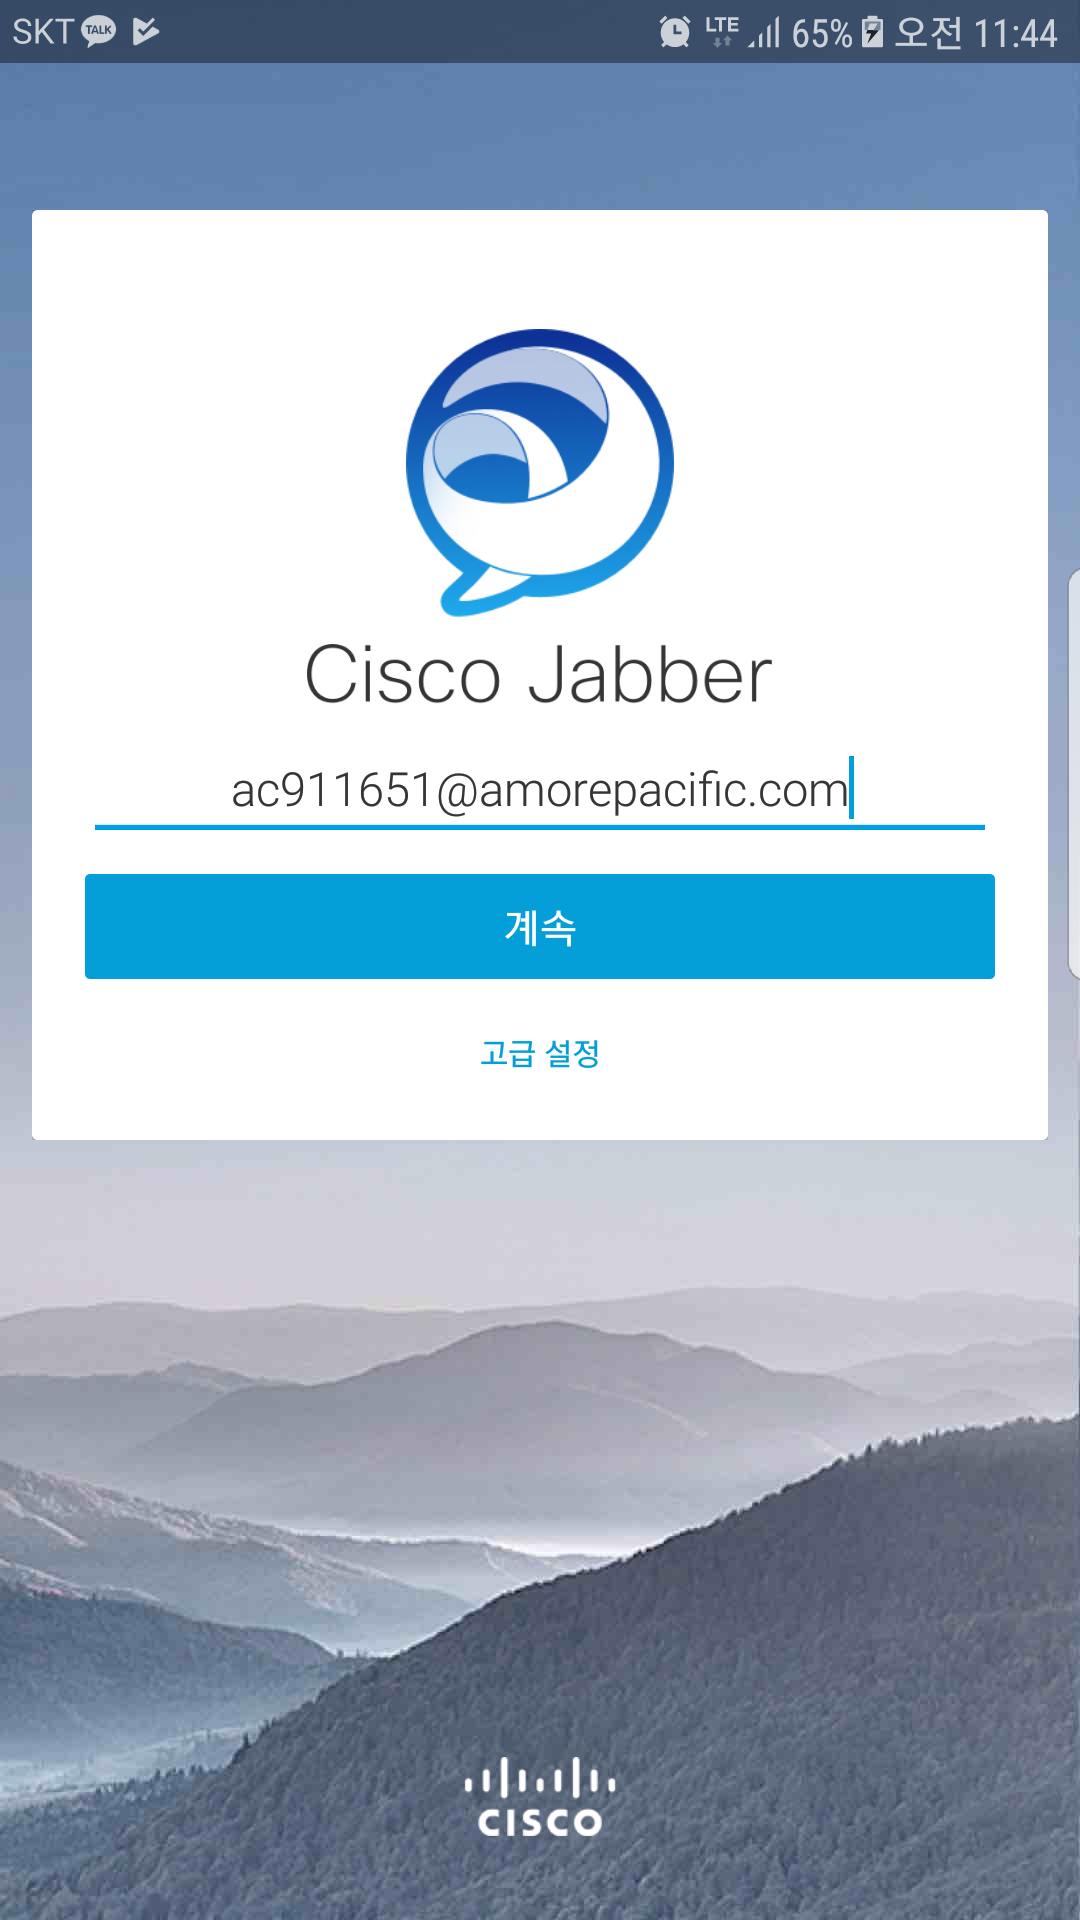 SKT TALK LTE 65% 오전 11:44
Cisco Jabber
ac911651@amorepacific.com
계속
고급 설정
CISCO